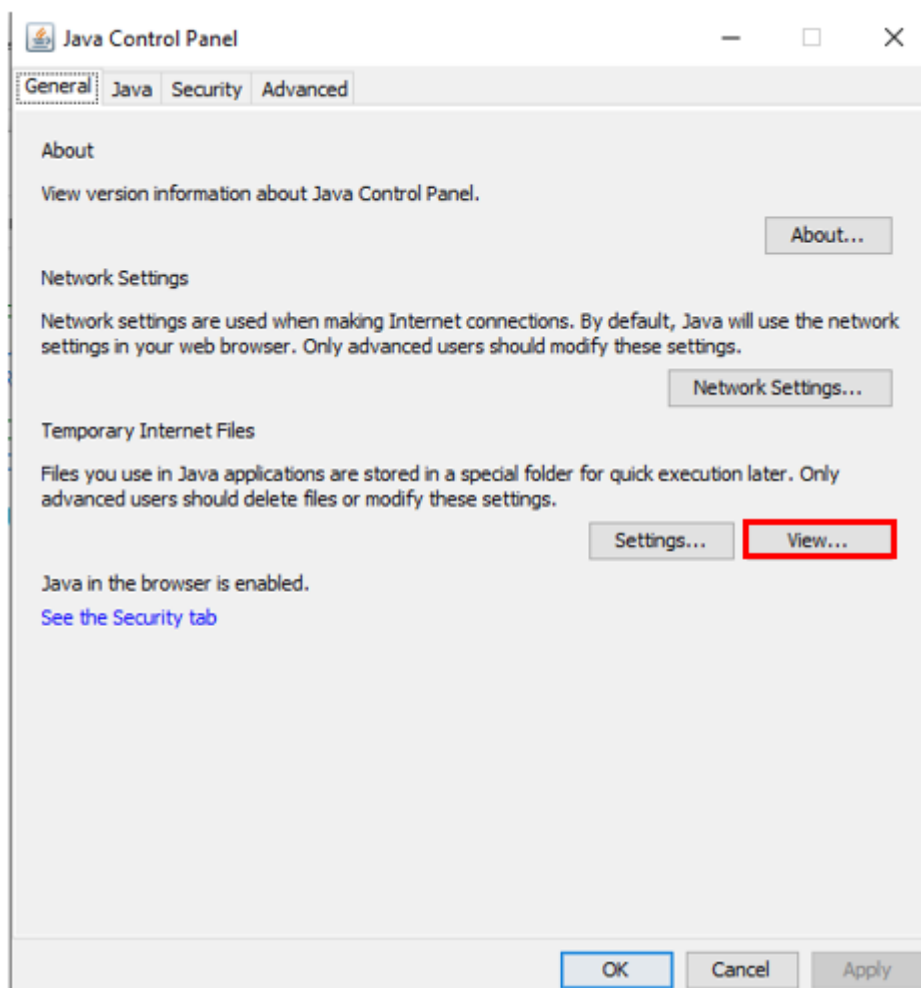 Java Control Panel
General Java Security Advanced
About
View version information about Java Control Panel.
About...
Network Settings
Network settings are used when making Internet connections. By default, Java will use the network
settings in your web browser. Only advanced users should modify these settings.
Network Settings...
Temporary Internet Files
Files you use in Java applications are stored in a special folder for quick execution later. Only
advanced users should delete files or modify these settings.
Settings... View...
Java in the browser is enabled.
See the Security tab
OK Cancel Apply